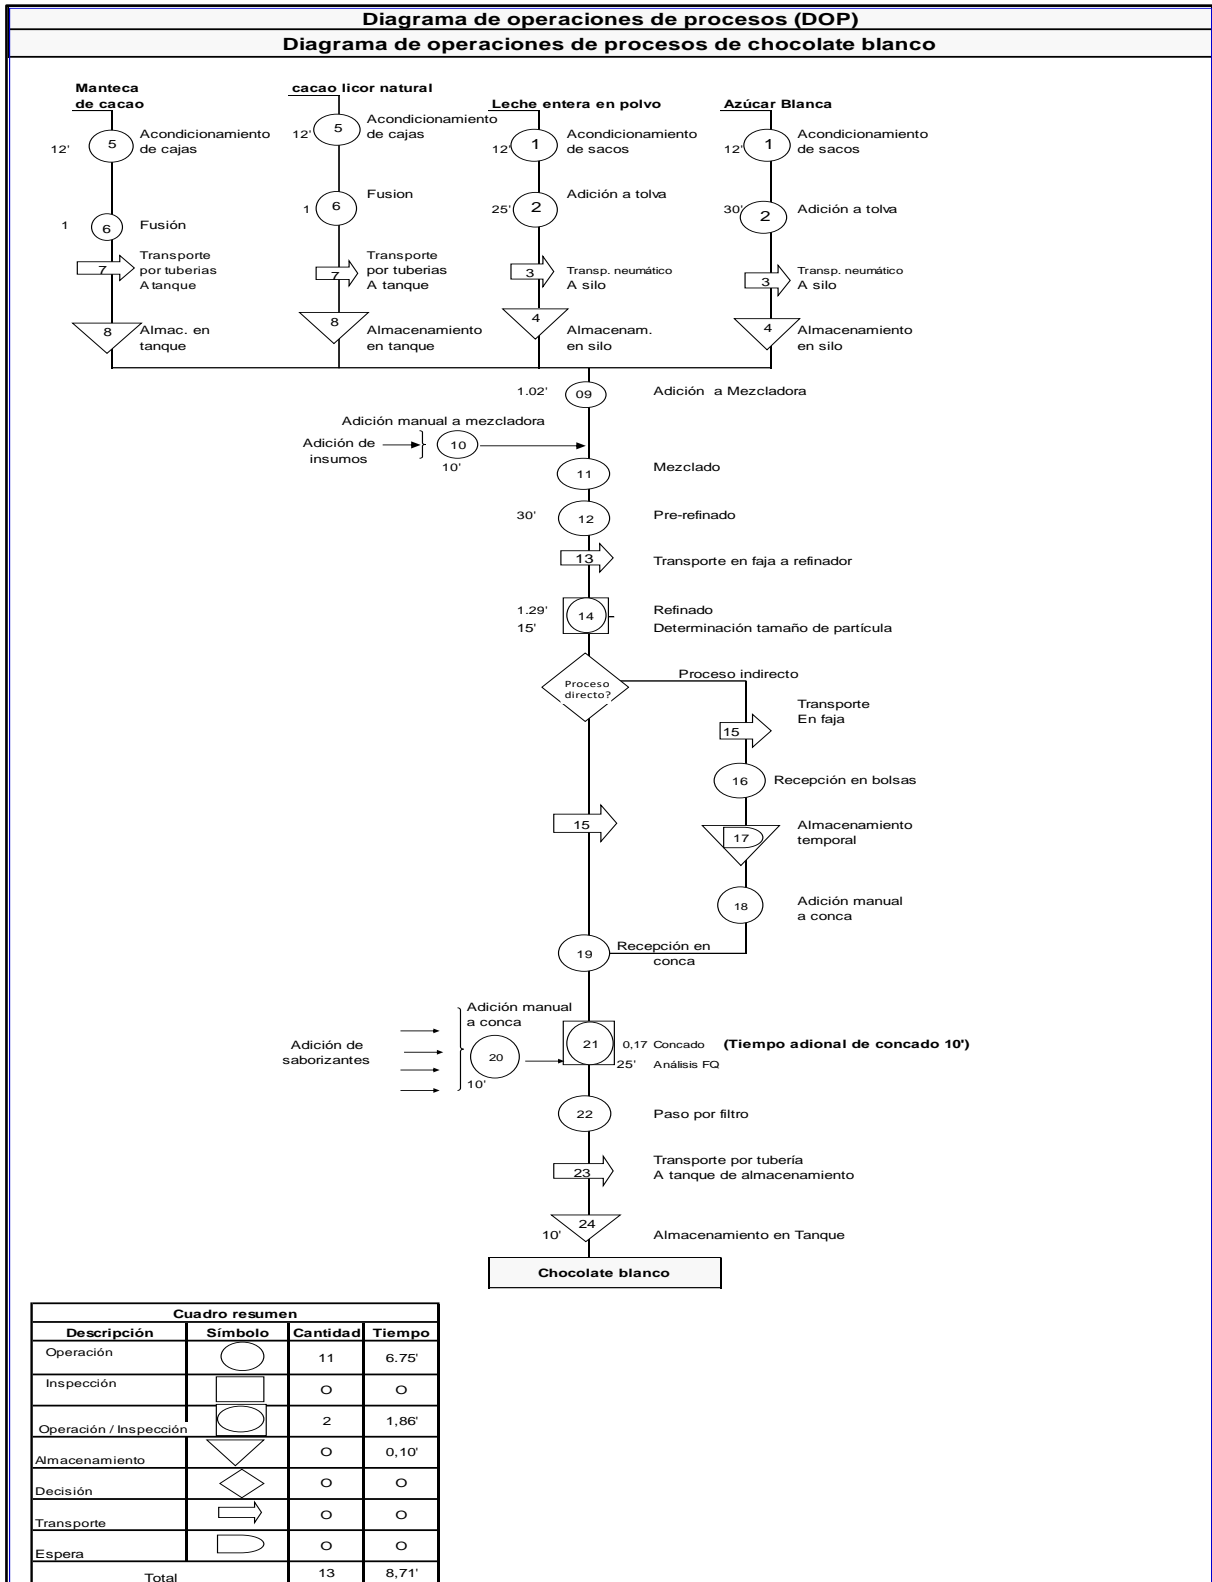 Diagrama de operaciones de procesos (DOP)
Diagrama de operaciones de procesos de chocolate blanco
Manteca
de cacao
cacao licor natural
Leche entera en polvo
Azúcar Blanca
12'
5
Acondicionamiento
de cajas
12'
5
Acondicionamiento
de cajas
12'
1
Acondicionamiento
de sacos
12'
1
Acondicionamiento
de sacos
1
6
Fusión
1
6
Fusion
25'
2
Adición a tolva
30'
2
Adición a tolva
7
Transporte
por tuberias
A tanque
7
Transporte
por tuberias
A tanque
3
Transp. neumático
A silo
3
Transp. neumático
A silo
8
Almac. en
tanque
8
Almacenamiento
en tanque
4
Almacenam.
en silo
4
Almacenamiento
en silo
1.02'
09
Adición a Mezcladora
Adición manual a mezcladora
Adición de
insumos
10
10'
11
Mezclado
30'
12
Pre-refinado
13
Transporte en faja a refinador
1.29'
15'
14
Refinado
Determinación tamaño de partícula
Proceso
directo?
Proceso indirecto
15
Transporte
En faja
16
Recepción en bolsas
15
17
Almacenamiento
temporal
18
Adición manual
a conca
19
Recepción en
conca
Adición manual
a conca
Adición de
saborizantes
20
10'
21
0,17 Concado
(Tiempo adional de concado 10')
25' Análisis FQ
22
Paso por filtro
23
Transporte por tubería
A tanque de almacenamiento
10'
24
Almacenamiento en Tanque
Chocolate blanco
Cuadro resumen
Descripción Símbolo Cantidad Tiempo
Operación 11 6.75'
Inspección O O
Operación / Inspección 2 1,86'
Almacenamiento O 0,10'
Decisión O O
Transporte O O
Espera O O
Total 13 8,71'